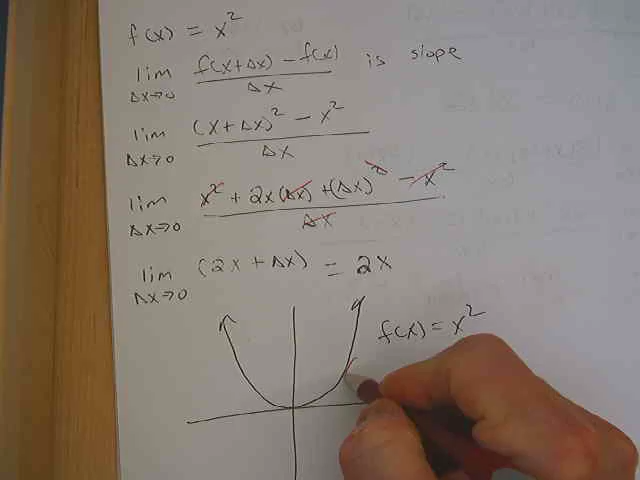 f(x) = x²
lim Δx→0 f(x+Δx) - f(x) / Δx is slope
lim Δx→0 (x+Δx)² - x² / Δx
lim Δx→0 x² + 2x(Δx) + (Δx)² - x² / Δx
lim Δx→0 (2x + Δx) = 2x
f(x) = x²